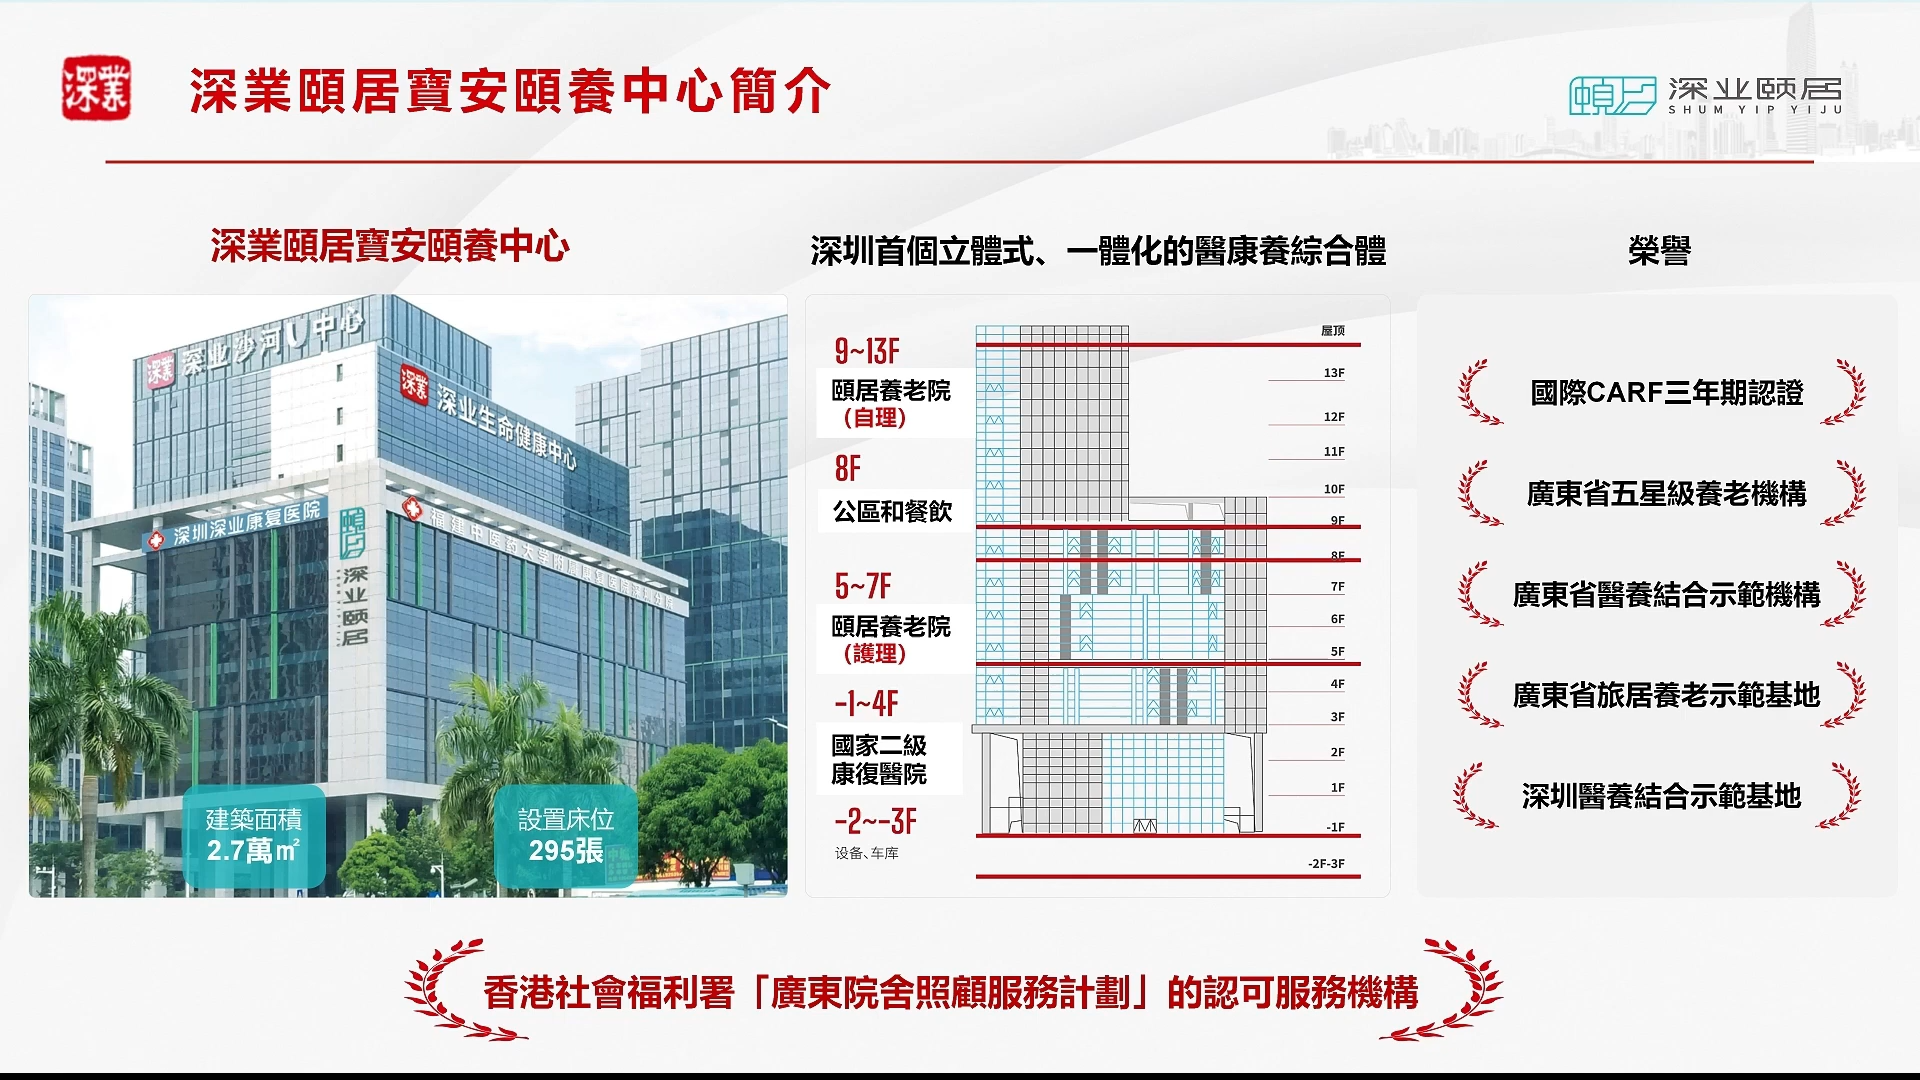 深業
深業頤居寶安頤養中心簡介
深业颐居
SHUM YIP YIJU
深業頤居寶安頤養中心
深業
深业沙河U中心
深業
深业生命健康中心
深圳深业康复医院
深业颐居
建築面積
2.7萬㎡
設置床位
295張
深圳首個立體式、一體化的醫康養綜合體
9~13F
頤居養老院
(自理)
8F
公區和餐飲
5~7F
頤居養老院
(護理)
-1~4F
國家二級
康復醫院
-2~-3F
设备、车库
屋顶
13F
12F
11F
10F
9F
8F
7F
6F
5F
4F
3F
2F
1F
-1F
-2F-3F
榮譽
國際CARF三年期認證
廣東省五星級養老機構
廣東省醫養結合示範機構
廣東省旅居養老示範基地
深圳醫養結合示範基地
香港社會福利署「廣東院舍照顧服務計劃」的認可服務機構